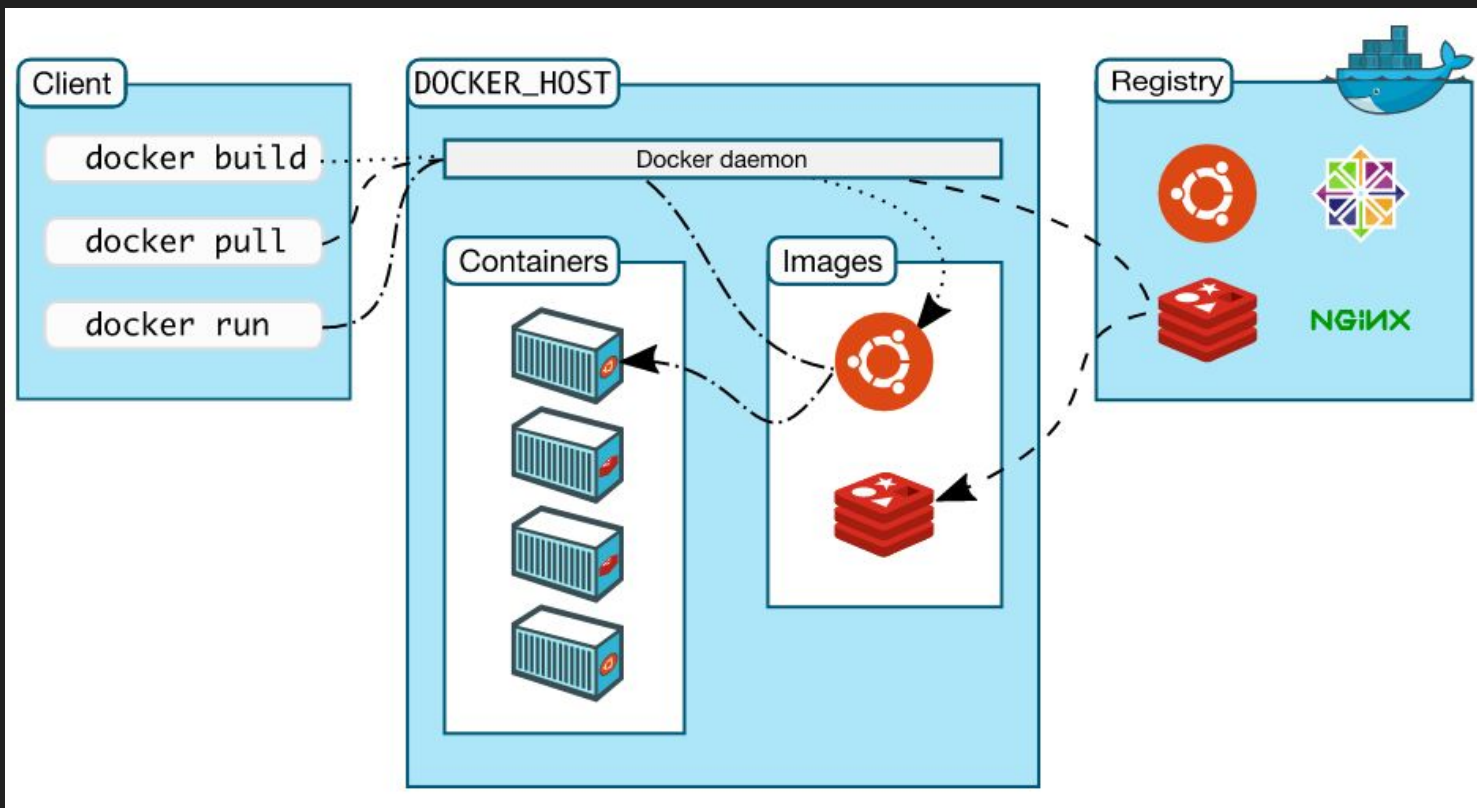 Client
docker build
docker pull
docker run
DOCKER_HOST
Docker daemon
Containers
Images
Registry
NGINX